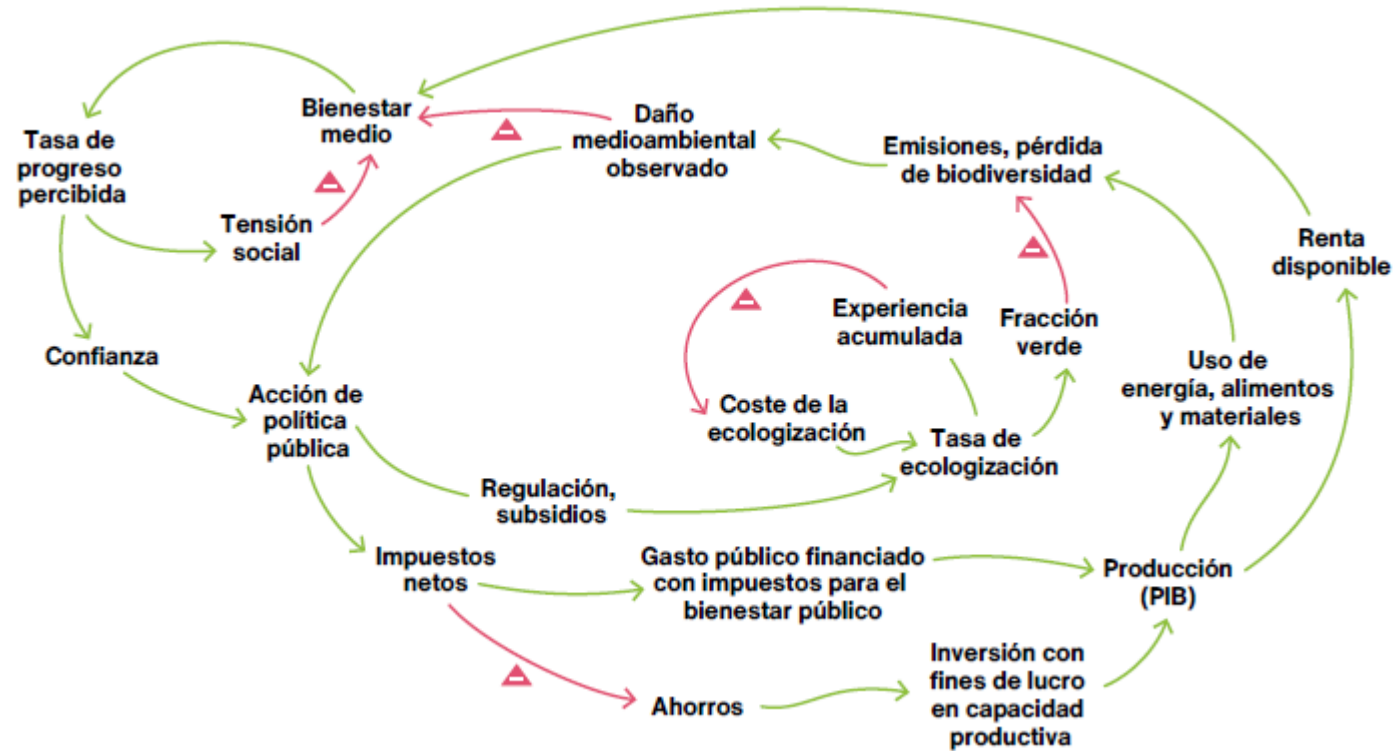 Bienestar
medio
Tasa de
progreso
percibida
Tensión
social
Daño
medioambiental
observado
Emisiones, pérdida
de biodiversidad
Renta
disponible
Experiencia
acumulada
Fracción
verde
Confianza
Uso de
energía, alimentos
y materiales
Acción de
política
pública
Coste de la
ecologización
Tasa de
ecologización
Regulación,
subsidios
Impuestos
netos
Gasto público financiado
con impuestos para el
bienestar público
Producción
(PIB)
Ahorros
Inversión con
fines de lucro
en capacidad
productiva